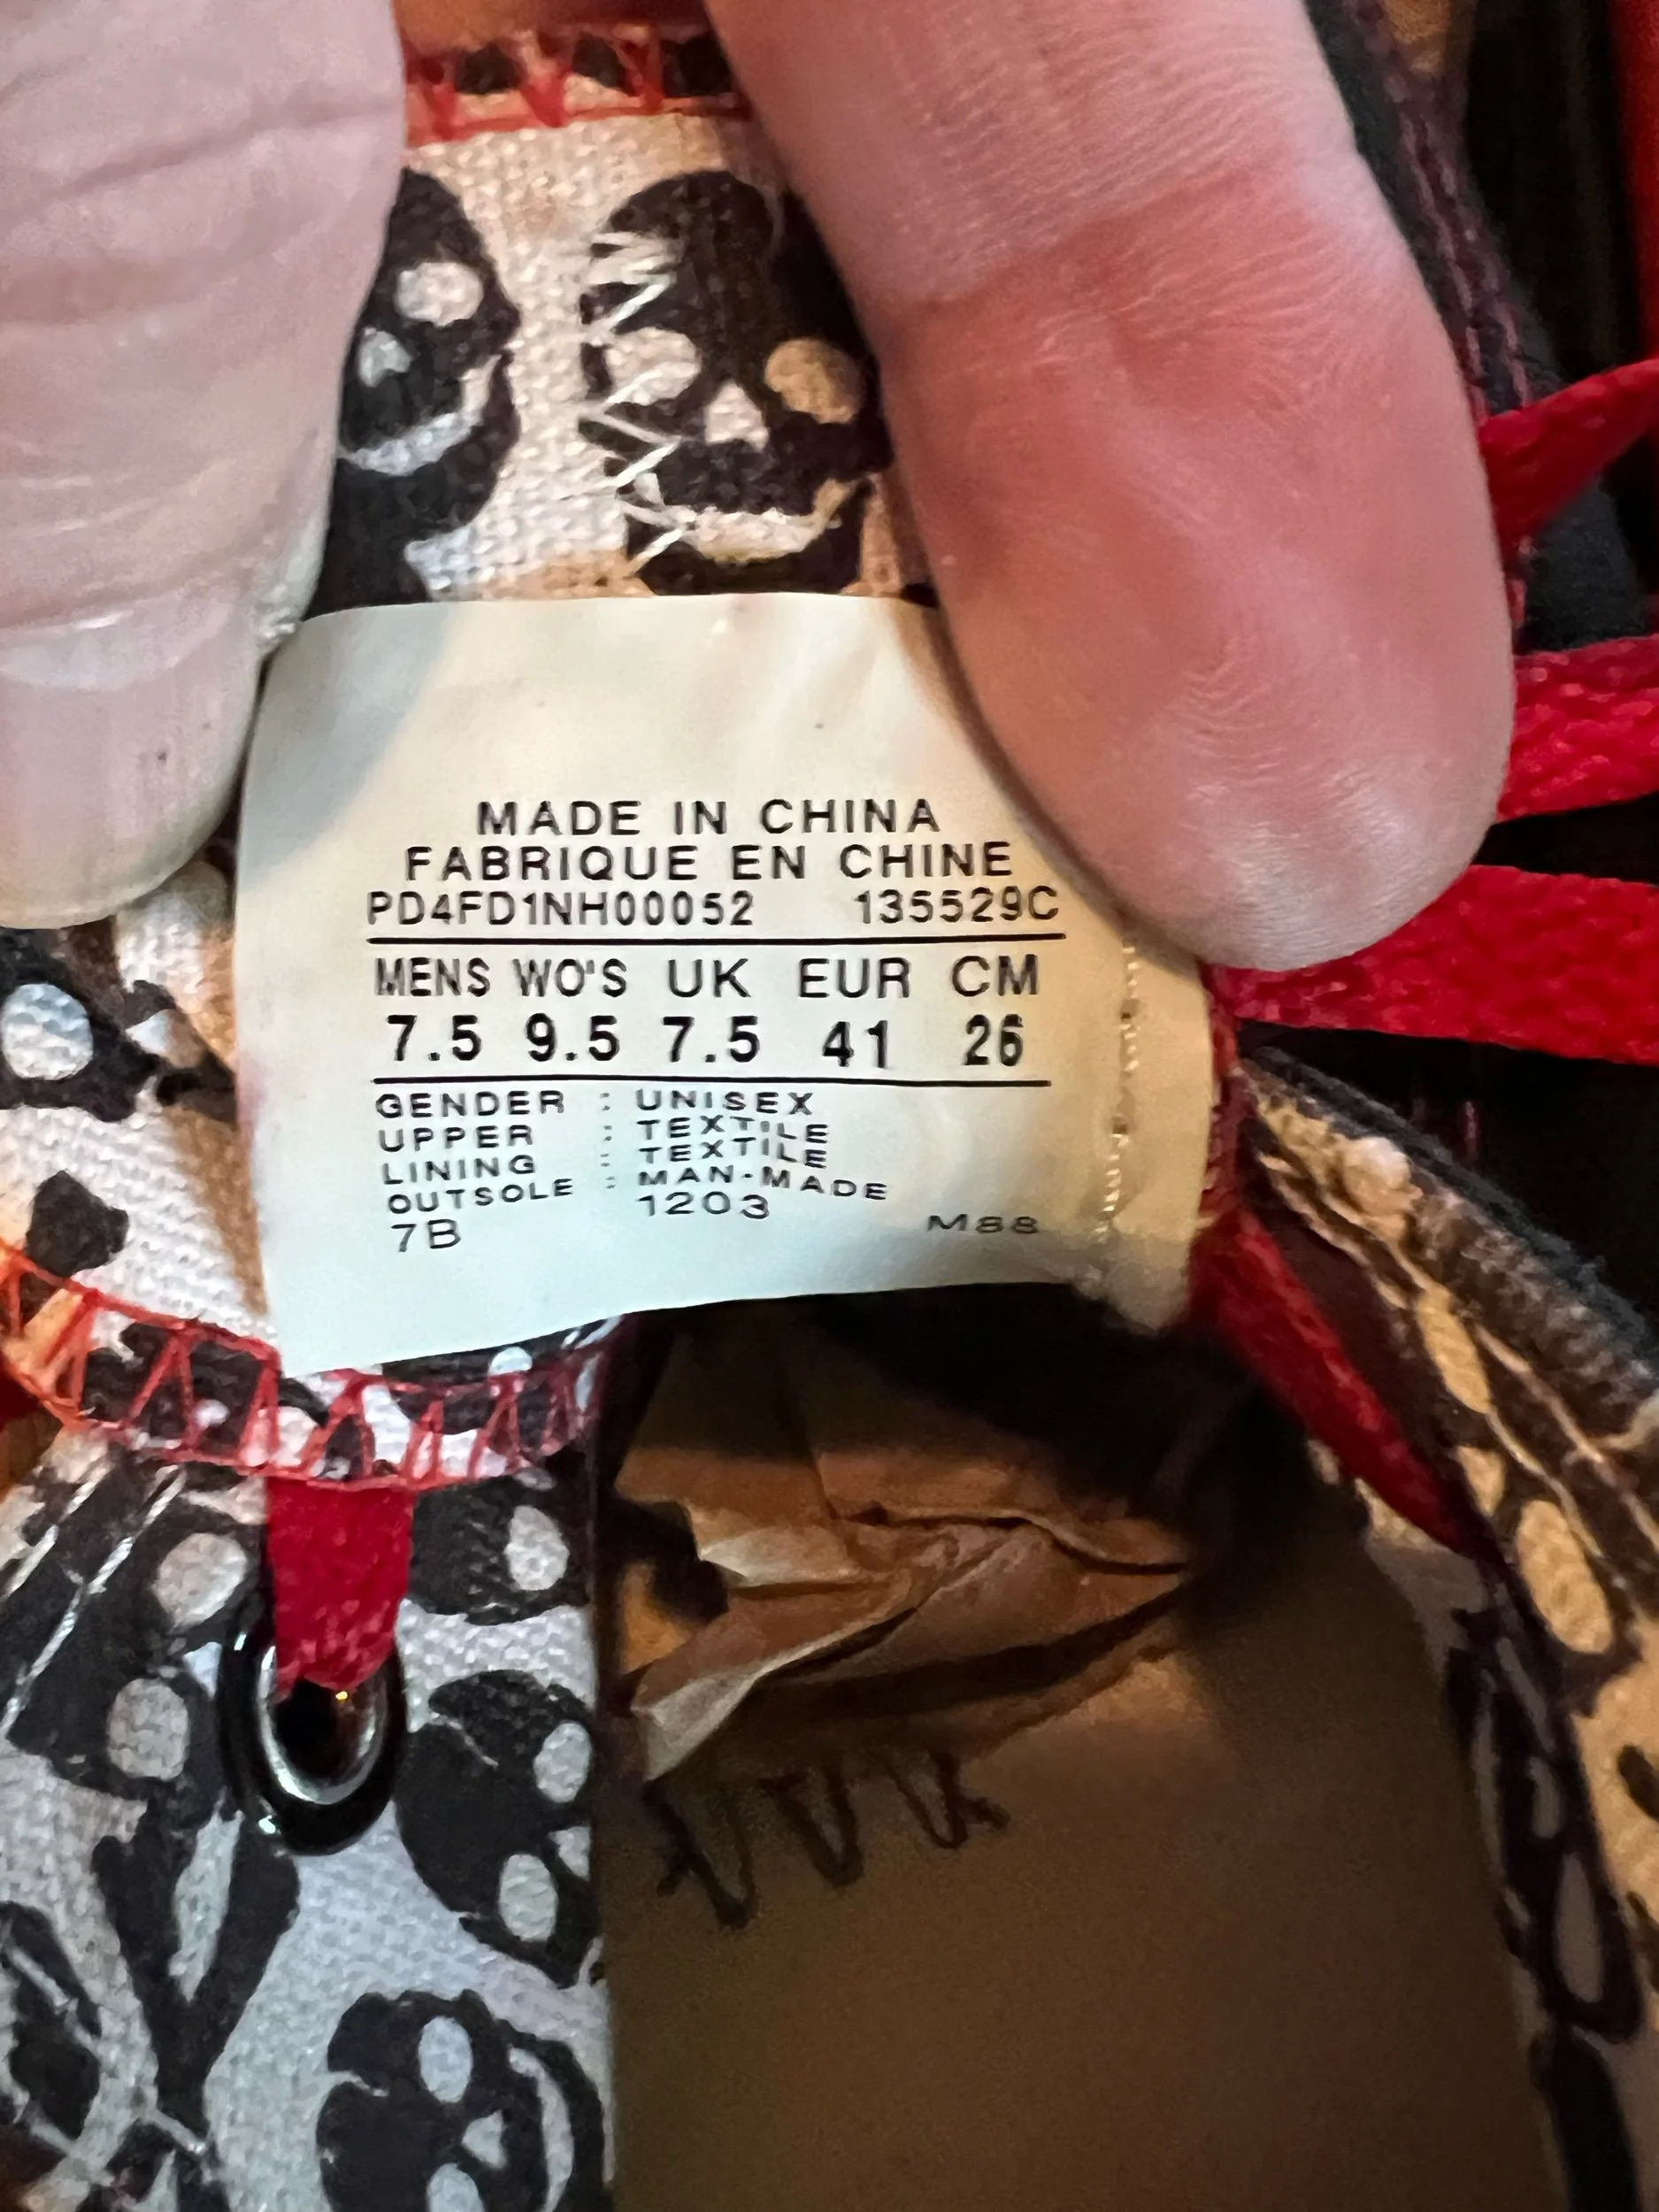 MADE IN CHINA
FABRIQUE EN CHINE
PD4FD1NH00052 135529C
MENS WO'S UK EUR CM
7.5 9.5 7.5 41 26
GENDER : UNISEX
UPPER : TEXTILE
LINING : TEXTILE
OUTSOLE : MAN-MADE
7B 1203 M88